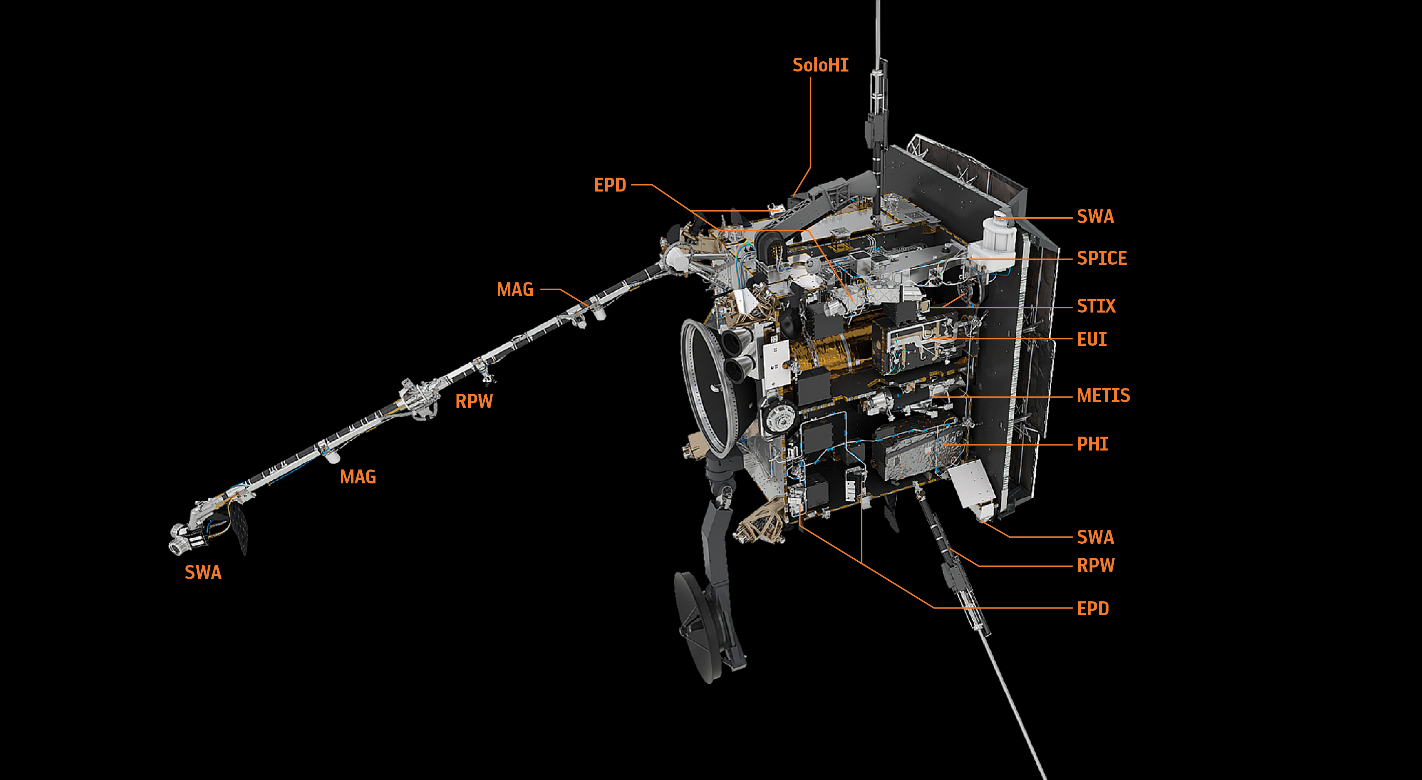 SoloHI
EPD
SWA
SPICE
MAG
STIX
EUI
RPW
METIS
PHI
MAG
SWA
RPW
SWA
EPD